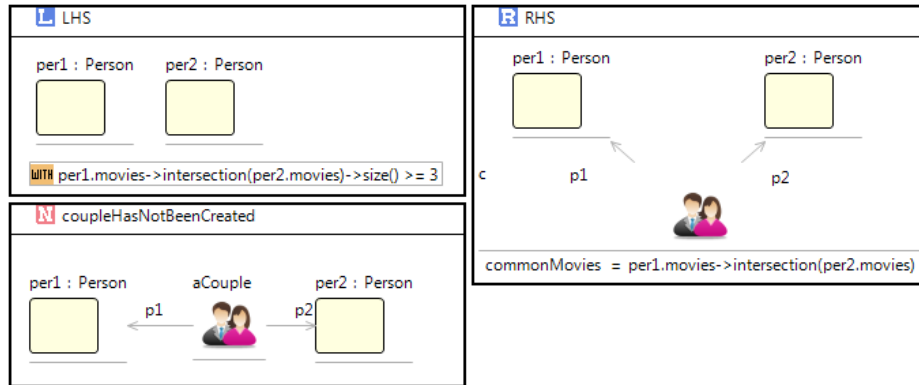 L LHS
per1 : Person per2 : Person
WITH per1.movies->intersection(per2.movies)->size() >= 3
N coupleHasNotBeenCreated
per1 : Person aCouple per2 : Person
p1 p2
R RHS
per1 : Person per2 : Person
c p1 p2
commonMovies = per1.movies->intersection(per2.movies)